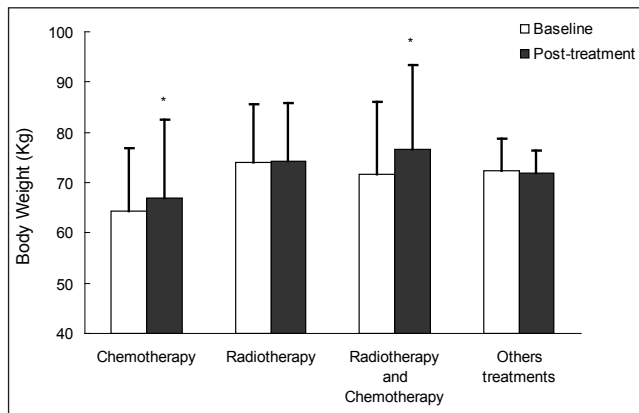 Baseline
Post-treatment
Body Weight (Kg)
100
90
80
70
60
50
40
*
*
Chemotherapy
Radiotherapy
Radiotherapy
and
Chemotherapy
Others
treatments